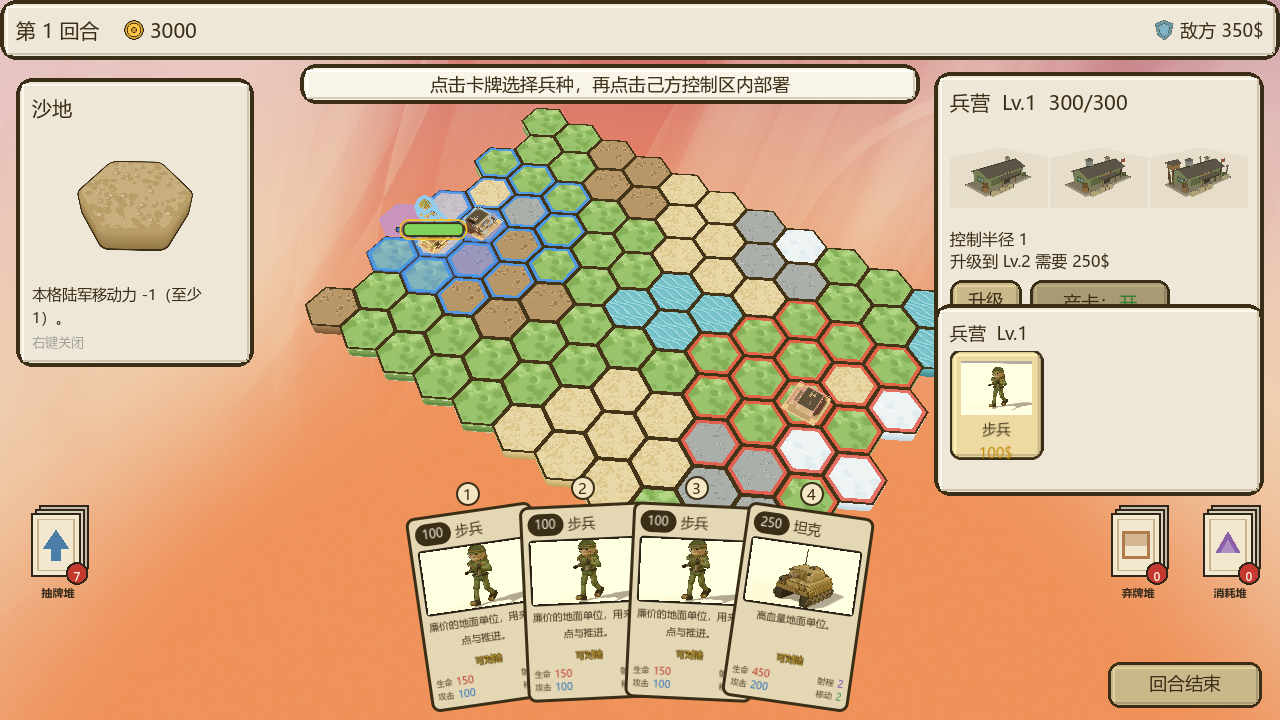 第 1 回合
3000
敌方 350$
点击卡牌选择兵种，再点击己方控制区内部署
沙地
本格陆军移动力 -1（至少
1）。
右键关闭
兵营 Lv.1 300/300
控制半径 1
升级到 Lv.2 需要 250$
升级
产卡：开
兵营 Lv.1
步兵
100$
7
抽牌堆
1
100 步兵
廉价的地面单位，用来
点与推进。
生命 150
攻击 100
2
100 步兵
廉价的地面单位，用
点与推进。
生命 150
攻击 100
3
100 步兵
廉价的地面单位，用
点与推进。
生命 150
攻击 100
4
250 坦克
高血量地面单位。
生命 450
攻击 200
射程 2
移动 2
0
弃牌堆
0
消耗堆
回合结束